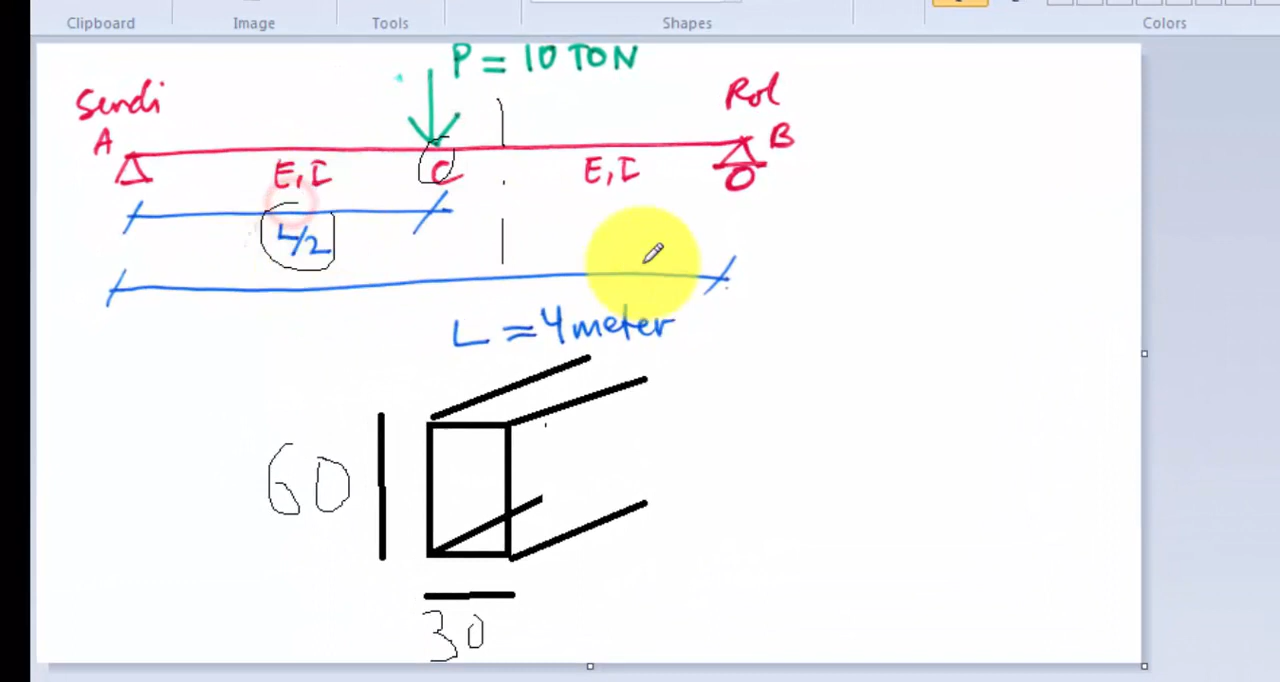 Clipboard
Image
Tools
Shapes
Colors
P = 10 TON
Sendi
Rol
A
B
E, I
C
E, I
L/2
L = 4 meter
60
30